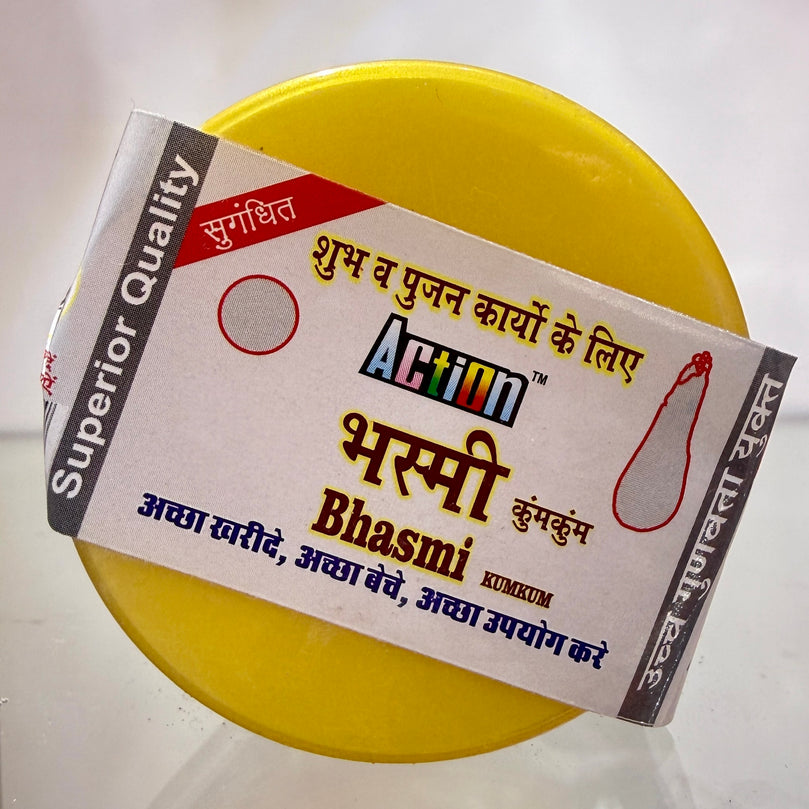 Superior Quality
सुगंधित
शुभ व पुजन कार्यो के लिए
Action™
भस्मी कुंमकुंम
Bhasmi KUMKUM
अच्छा खरीदे, अच्छा बेचे, अच्छा उपयोग करे
उच्च गुणवता युक्त